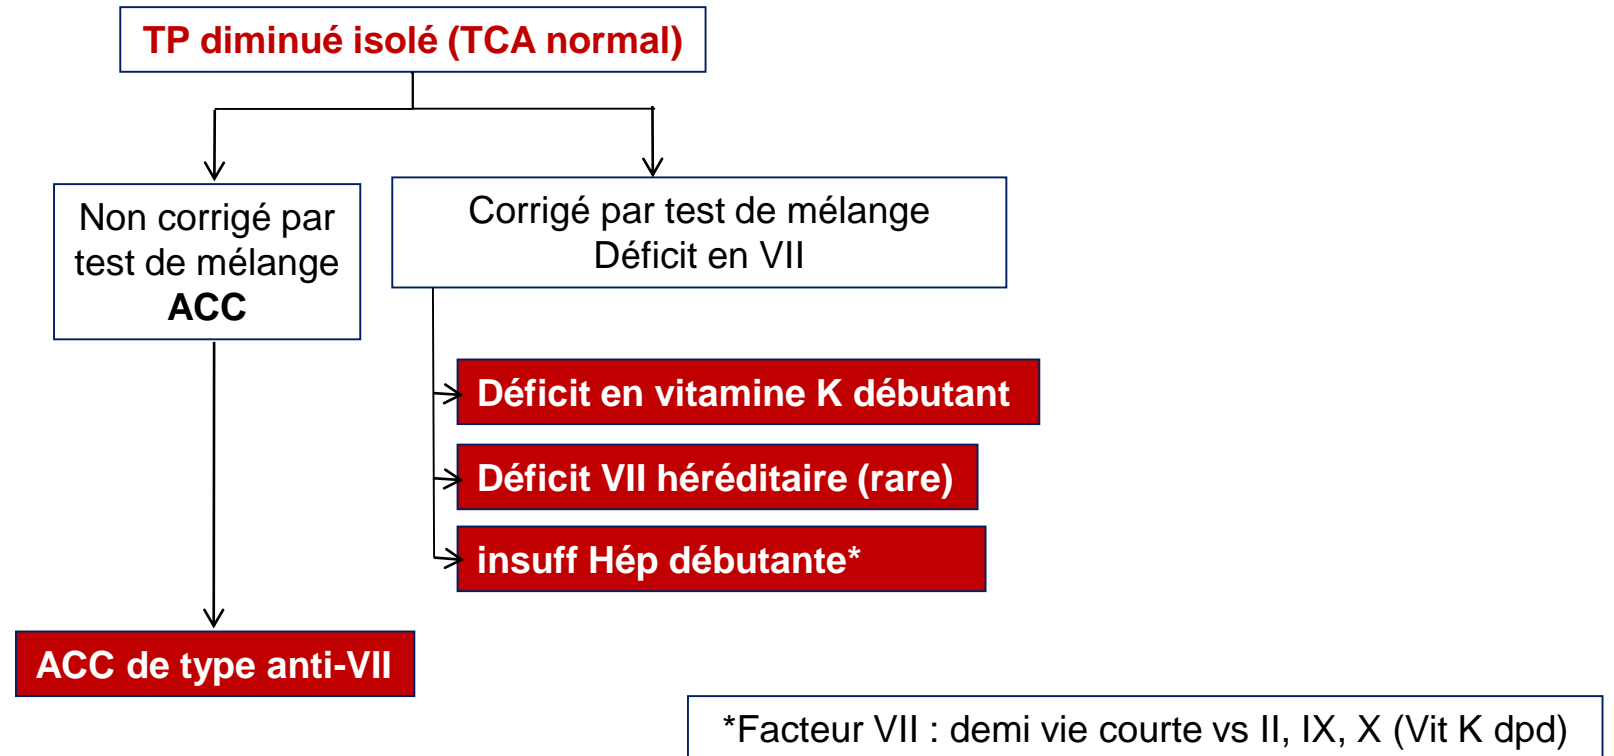 TP diminué isolé (TCA normal)
Non corrigé par
test de mélange
ACC
Corrigé par test de mélange
Déficit en VII
Déficit en vitamine K débutant
Déficit VII héréditaire (rare)
insuff Hép débutante*
ACC de type anti-VII
*Facteur VII : demi vie courte vs II, IX, X (Vit K dpd)